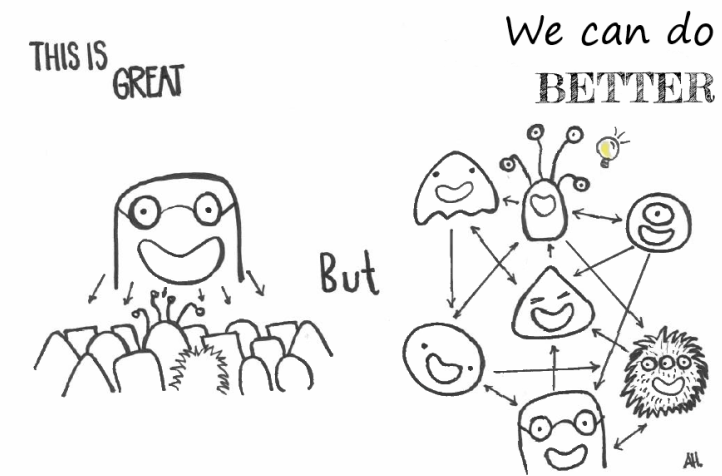 THIS IS
GREAT
But
We can do
BETTER
AH